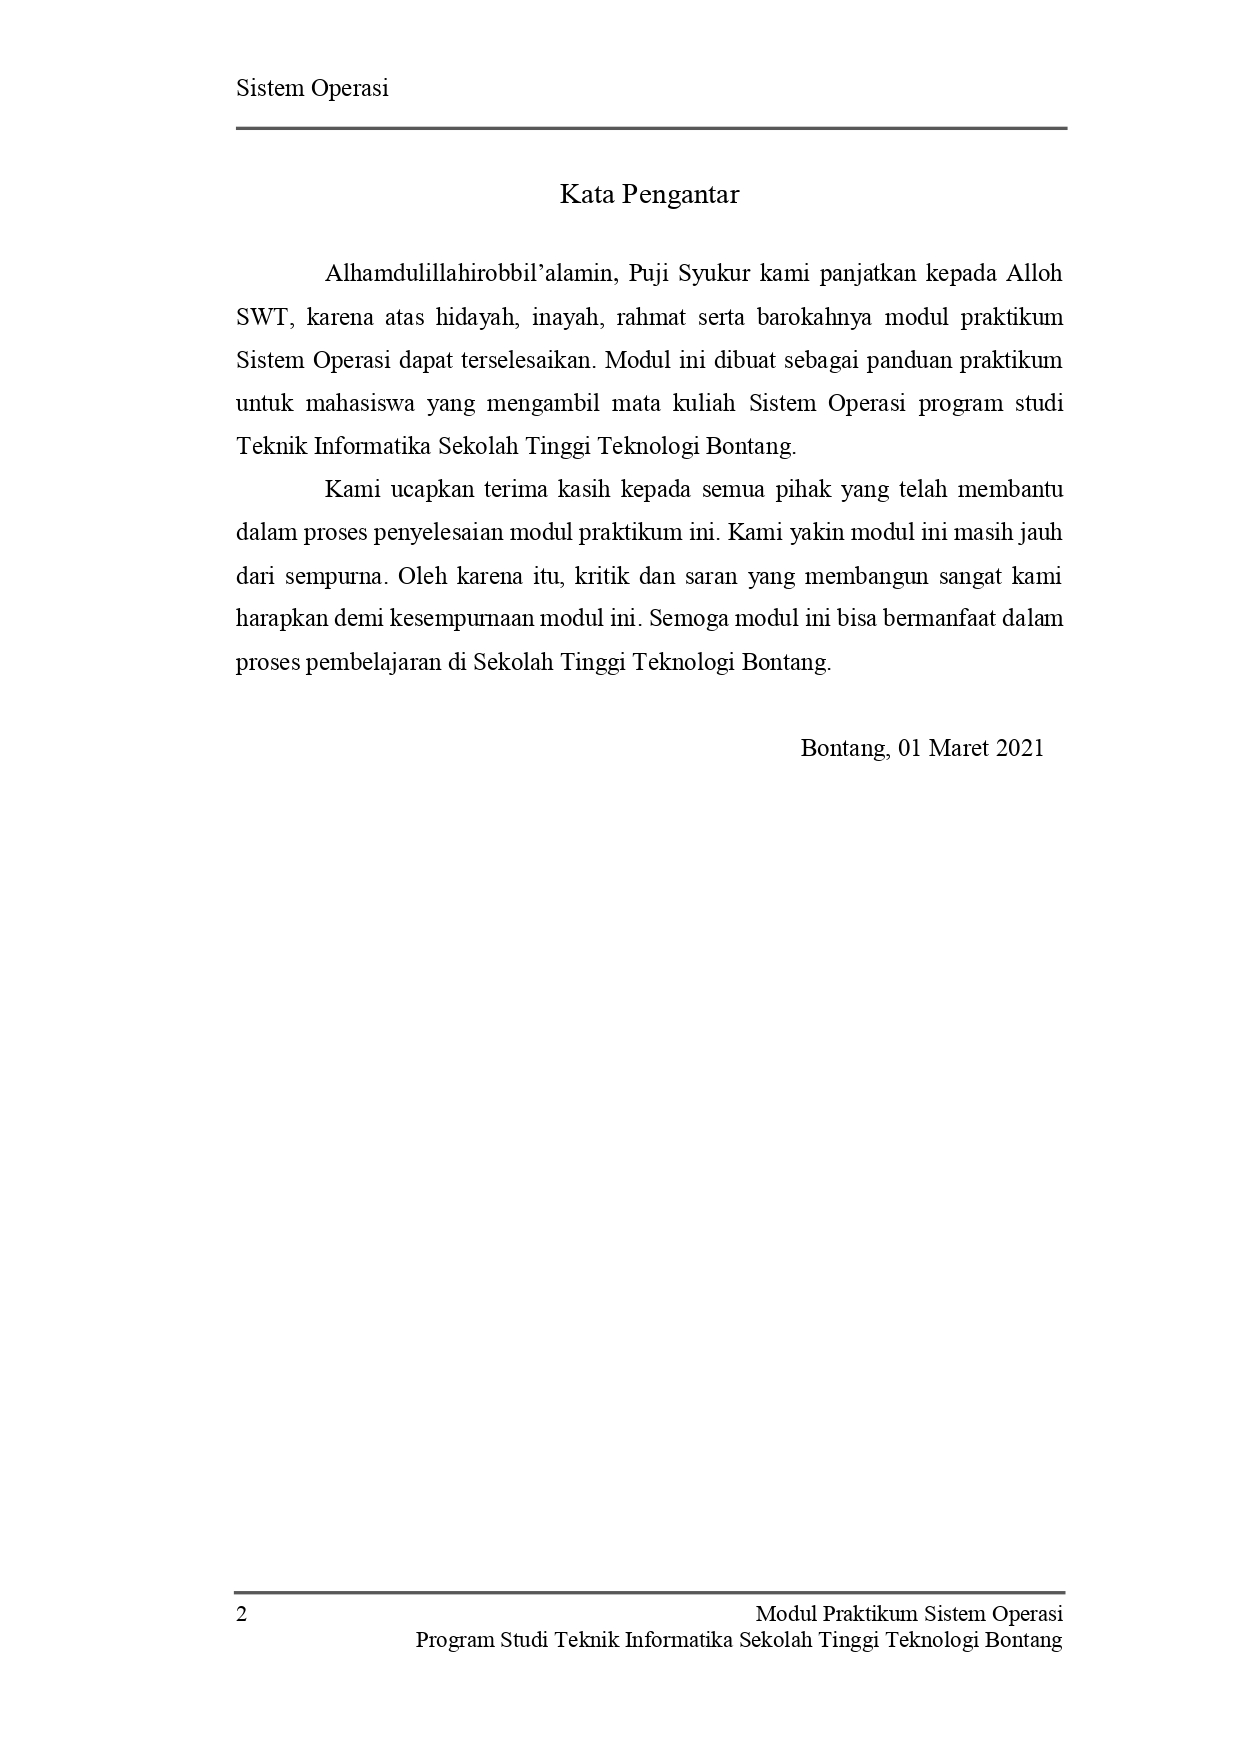 Sistem Operasi
Kata Pengantar
Alhamdulillahirobbil’alamin, Puji Syukur kami panjatkan kepada Alloh
SWT, karena atas hidayah, inayah, rahmat serta barokahnya modul praktikum
Sistem Operasi dapat terselesaikan. Modul ini dibuat sebagai panduan praktikum
untuk mahasiswa yang mengambil mata kuliah Sistem Operasi program studi
Teknik Informatika Sekolah Tinggi Teknologi Bontang.
Kami ucapkan terima kasih kepada semua pihak yang telah membantu
dalam proses penyelesaian modul praktikum ini. Kami yakin modul ini masih jauh
dari sempurna. Oleh karena itu, kritik dan saran yang membangun sangat kami
harapkan demi kesempurnaan modul ini. Semoga modul ini bisa bermanfaat dalam
proses pembelajaran di Sekolah Tinggi Teknologi Bontang.
Bontang, 01 Maret 2021
2 Modul Praktikum Sistem Operasi
Program Studi Teknik Informatika Sekolah Tinggi Teknologi Bontang